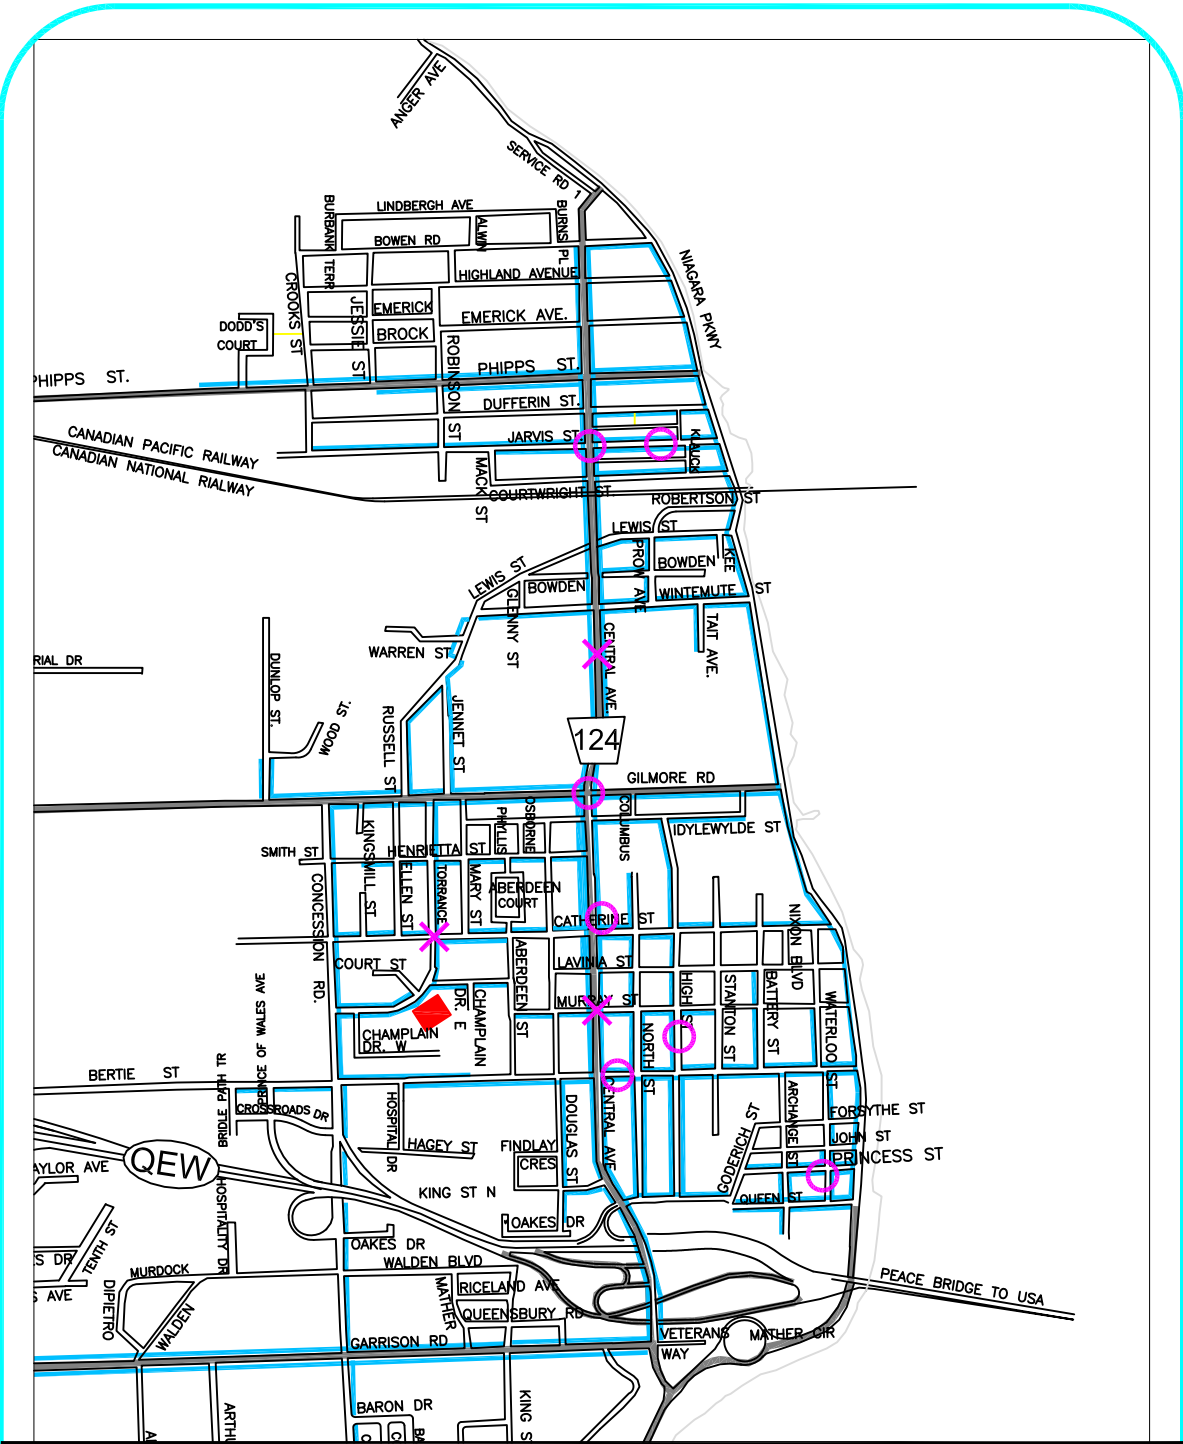 ANGER AVE
SERVICE RD 1
LINDBERGH AVE
BURBANK TERR
ALWIN
BURNS PL
BOWEN RD
NIAGARA PKWY
HIGHLAND AVENUE
CROOKS ST
JESSIE ST
EMERICK
EMERICK AVE.
DODD'S
COURT
BROCK
ROBINSON ST
PHIPPS ST.
PHIPPS ST.
DUFFERIN ST.
JARVIS ST.
KLAUCK
CANADIAN PACIFIC RAILWAY
CANADIAN NATIONAL RIALWAY
MACK ST
COURTWRIGHT ST.
ROBERTSON ST
LEWIS ST
PROW AVE
KEE
BOWDEN
LEWIS ST
BOWDEN
WINTEMUTE ST
GLENNY ST
CENTRAL AVE.
TAIT AVE.
WARREN ST
RIAL DR
DUNLOP ST.
WOOD ST.
RUSSELL ST
JENNET ST
124
GILMORE RD
COLUMBUS
OSBORNE
PHYLLIS
IDYLEWYLDE ST
KINGSMILL ST
SMITH ST
HENRIETTA ST
ELLEN ST
TORRANCE
MARY ST
ABERDEEN
COURT
CONCESSION RD.
CATHERINE ST
NIXON BLVD
COURT ST
ABERDEEN ST
LAVINIA ST
HIGH ST
STANTON ST
BATTERY ST
WATERLOO ST
PRINCE OF WALES AVE
DR. E
CHAMPLAIN
MURRAY ST
CHAMPLAIN
DR. W
NORTH ST
BRIDLE PATH TR
BERTIE ST
CENTRAL AVE
ARCHANGE ST
CROSSROADS DR
HOSPITAL DR
DOUGLAS ST
GODERICH ST
FORSYTHE ST
JOHN ST
PRINCESS ST
HAGEY ST
FINDLAY
CRES
QEW
AYLOR AVE
KING ST N
QUEEN ST
HOSPITALITY DR
OAKES DR
OAKES DR
TENTH ST
S DR
WALDEN BLVD
MURDOCK
S AVE
DIPIETRO
WALDEN
MATHER
RICELAND AVE
QUEENSBURY RD
PEACE BRIDGE TO USA
GARRISON RD
VETERANS
WAY
MATHER CIR
BARON DR
KING S
ARTHU